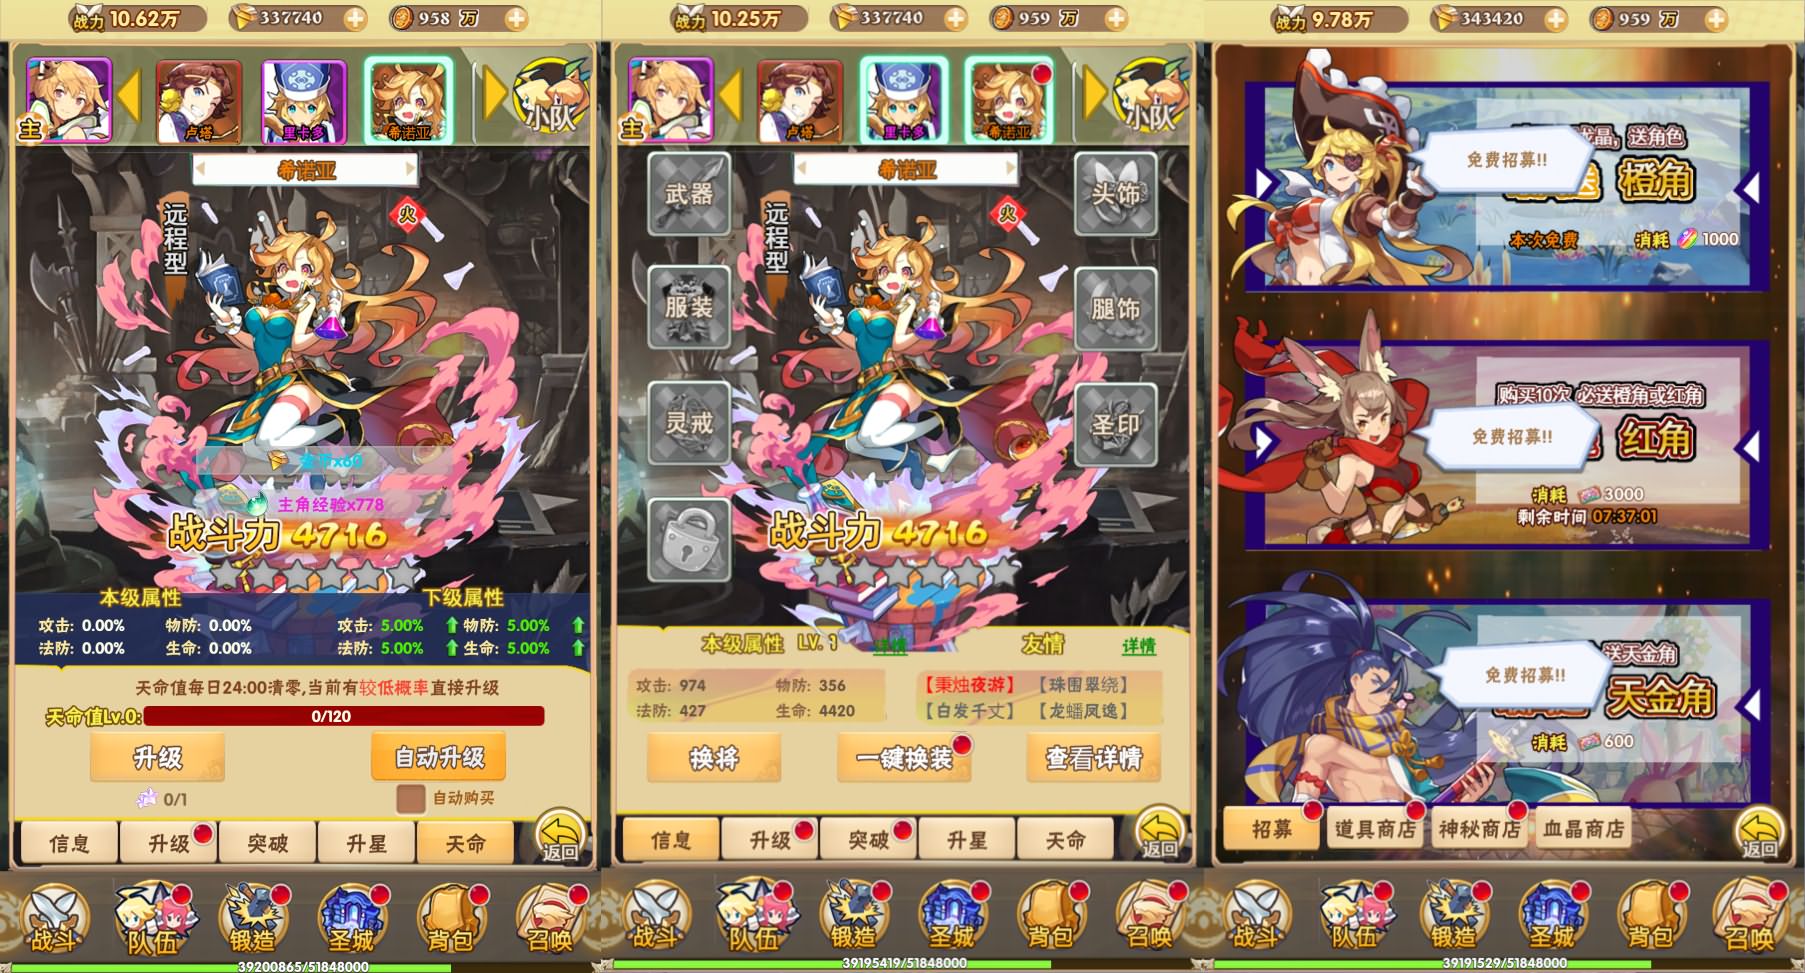 战力 10.62万
337740
958 万
主
卢塔
里卡多
希诺亚
小队
希诺亚
远程型
火
金币x60
主角经验x778
战斗力 4716
本级属性
下级属性
攻击: 0.00% 物防: 0.00% 攻击: 5.00% 物防: 5.00%
法防: 0.00% 生命: 0.00% 法防: 5.00% 生命: 5.00%
天命值每日24:00清零,当前有较低概率直接升级
天命值Lv.0: 0/120
升级
自动升级
0/1
自动购买
信息
升级
突破
升星
天命
返回
战斗
队伍
锻造
圣城
背包
召唤
39200865/51848000
战力 10.25万
337740
959 万
主
卢塔
里卡多
希诺亚
小队
希诺亚
武器
头饰
远程型
火
服装
腿饰
灵戒
圣印
战斗力 4716
本级属性 LV. 1 详情
友情 详情
攻击: 974 物防: 356 【秉烛夜游】 【珠围翠绕】
法防: 427 生命: 4420 【白发千丈】 【龙蟠凤逸】
换将
一键换装
查看详情
信息
升级
突破
升星
天命
返回
战斗
队伍
锻造
圣城
背包
召唤
39195419/51848000
战力 9.78万
343420
959 万
龙晶，送角色
免费招募!!
橙角
本次免费 消耗 1000
购买10次 必送橙角或红角
免费招募!!
红角
消耗 3000
剩余时间 07:37:01
送天金角
免费招募!!
天金角
消耗 600
招募
道具商店
神秘商店
血晶商店
返回
战斗
队伍
锻造
圣城
背包
召唤
39191529/51848000